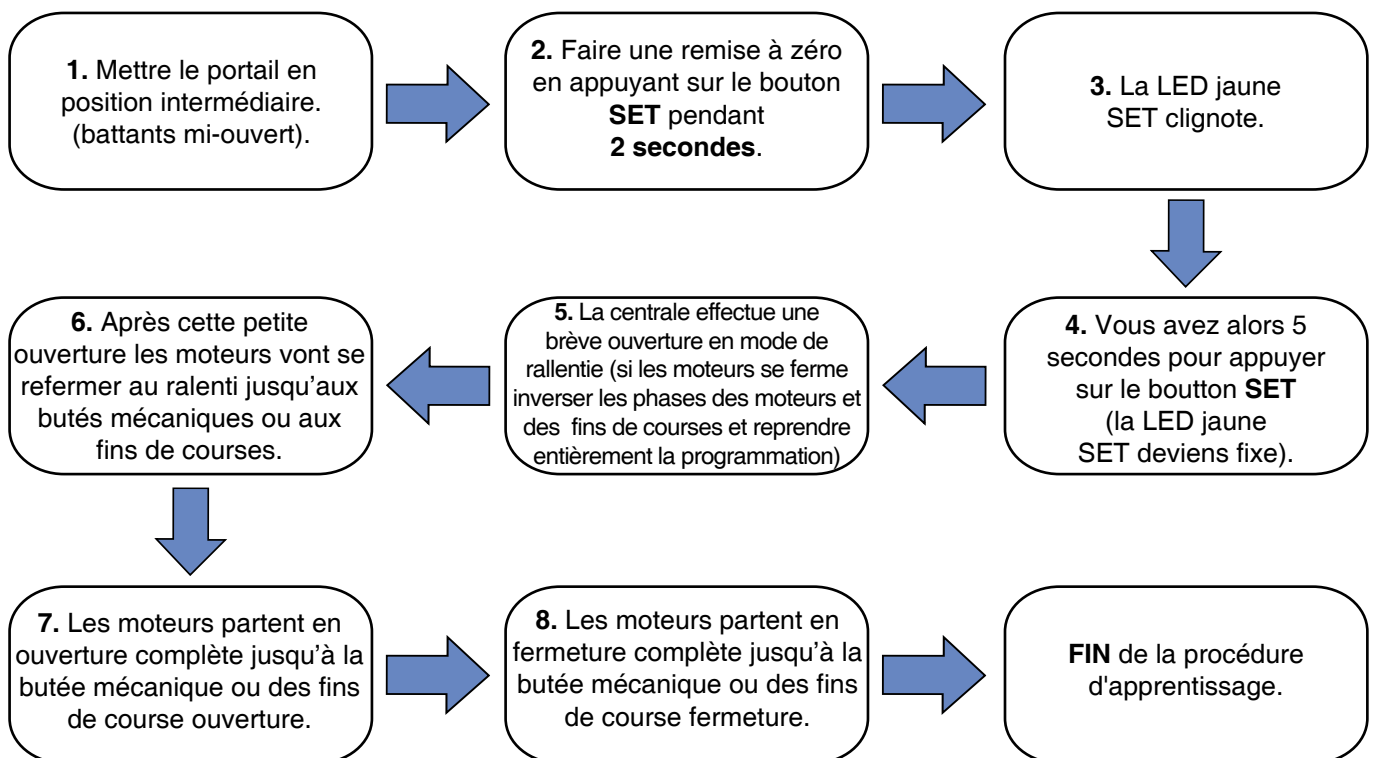 1. Mettre le portail en
position intermédiaire.
(battants mi-ouvert).
2. Faire une remise à zéro
en appuyant sur le bouton
SET pendant
2 secondes.
3. La LED jaune
SET clignote.
4. Vous avez alors 5
secondes pour appuyer
sur le boutton SET
(la LED jaune
SET deviens fixe).
5. La centrale effectue une
brève ouverture en mode de
rallentie (si les moteurs se ferme
inverser les phases des moteurs et
des fins de courses et reprendre
entièrement la programmation)
6. Après cette petite
ouverture les moteurs vont se
refermer au ralenti jusqu'aux
butés mécaniques ou aux
fins de courses.
7. Les moteurs partent en
ouverture complète jusqu'à la
butée mécanique ou des fins
de course ouverture.
8. Les moteurs partent en
fermeture complète jusqu'à la
butée mécanique ou des fins
de course fermeture.
FIN de la procédure
d'apprentissage.